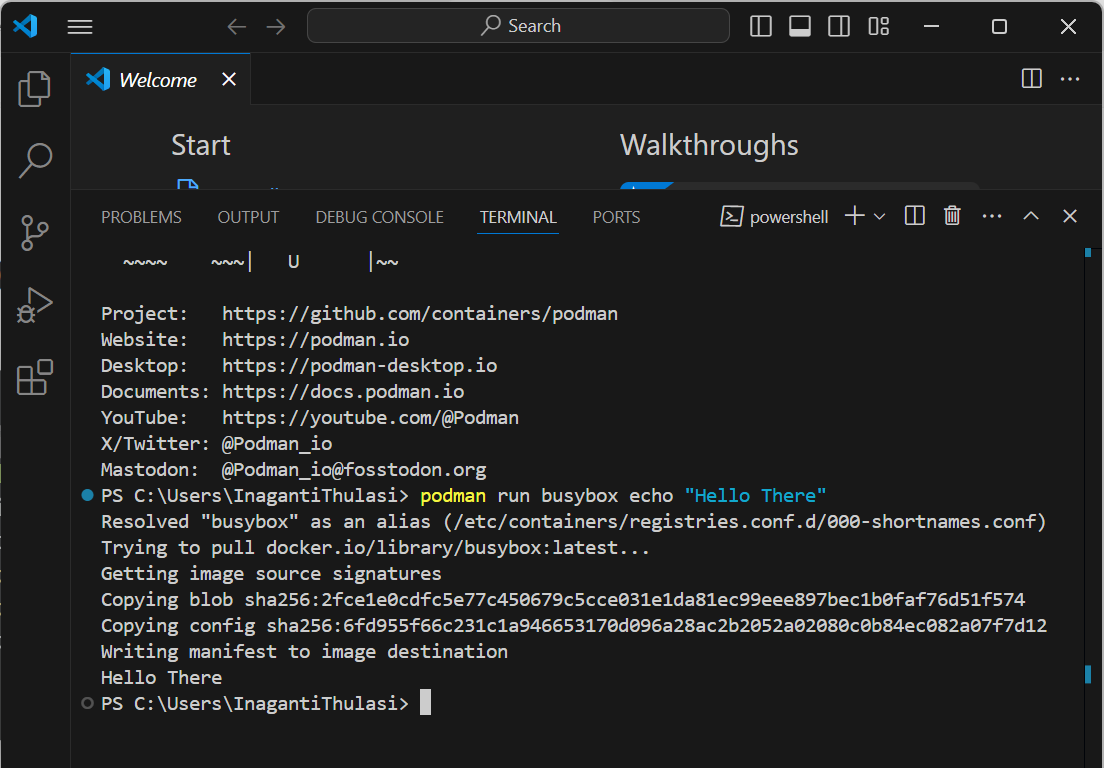 Search
Welcome
Start
Walkthroughs
PROBLEMS OUTPUT DEBUG CONSOLE TERMINAL PORTS powershell
~~~~    ~~~|   U      |~~
Project:   https://github.com/containers/podman
Website:   https://podman.io
Desktop:   https://podman-desktop.io
Documents: https://docs.podman.io
YouTube:   https://youtube.com/@Podman
X/Twitter: @Podman_io
Mastodon:  @Podman_io@fosstodon.org
PS C:\Users\InagantiThulasi> podman run busybox echo "Hello There"
Resolved "busybox" as an alias (/etc/containers/registries.conf.d/000-shortnames.conf)
Trying to pull docker.io/library/busybox:latest...
Getting image source signatures
Copying blob sha256:2fce1e0cdfc5e77c450679c5cce031e1da81ec99eee897bec1b0faf76d51f574
Copying config sha256:6fd955f66c231c1a946653170d096a28ac2b2052a02080c0b84ec082a07f7d12
Writing manifest to image destination
Hello There
PS C:\Users\InagantiThulasi>